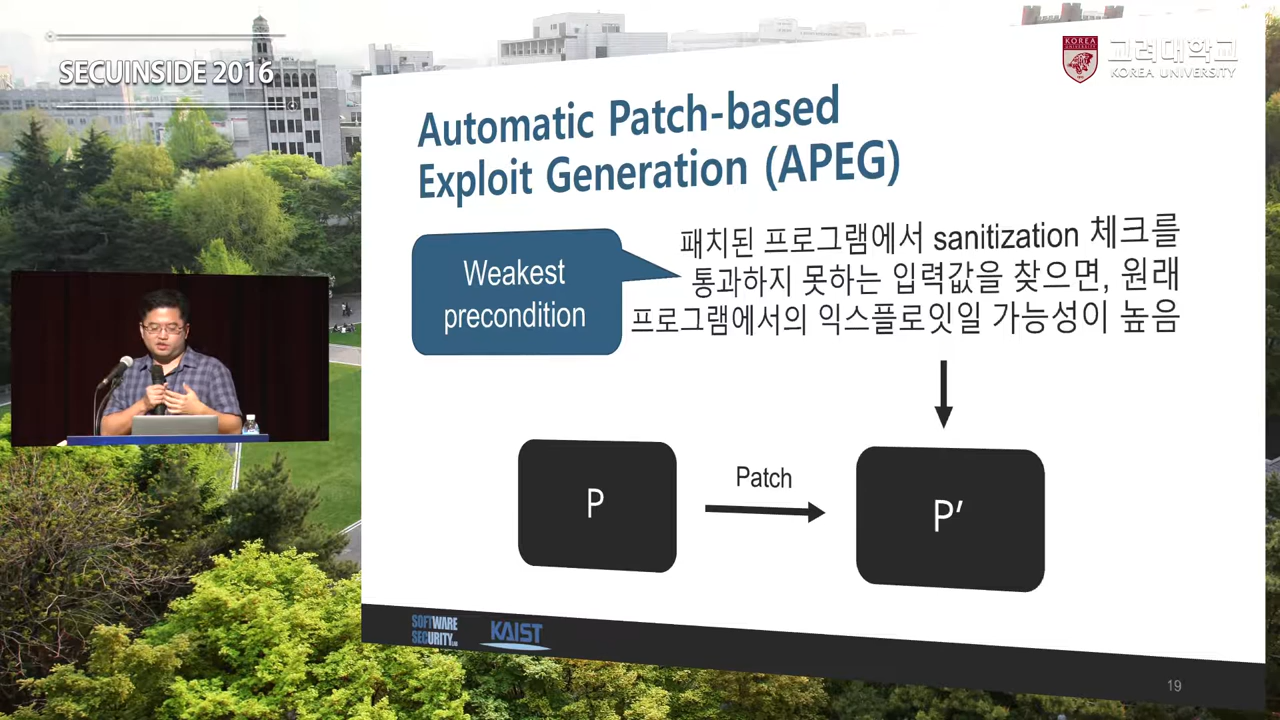 SECUINSIDE 2016
KOREA UNIVERSITY
고려대학교
KOREA UNIVERSITY
Automatic Patch-based
Exploit Generation (APEG)
Weakest
precondition
패치된 프로그램에서 sanitization 체크를
통과하지 못하는 입력값을 찾으면, 원래
프로그램에서의 익스플로잇일 가능성이 높음
P
Patch
P′
SOFTWARE
SECURITY LAB
KAIST
19